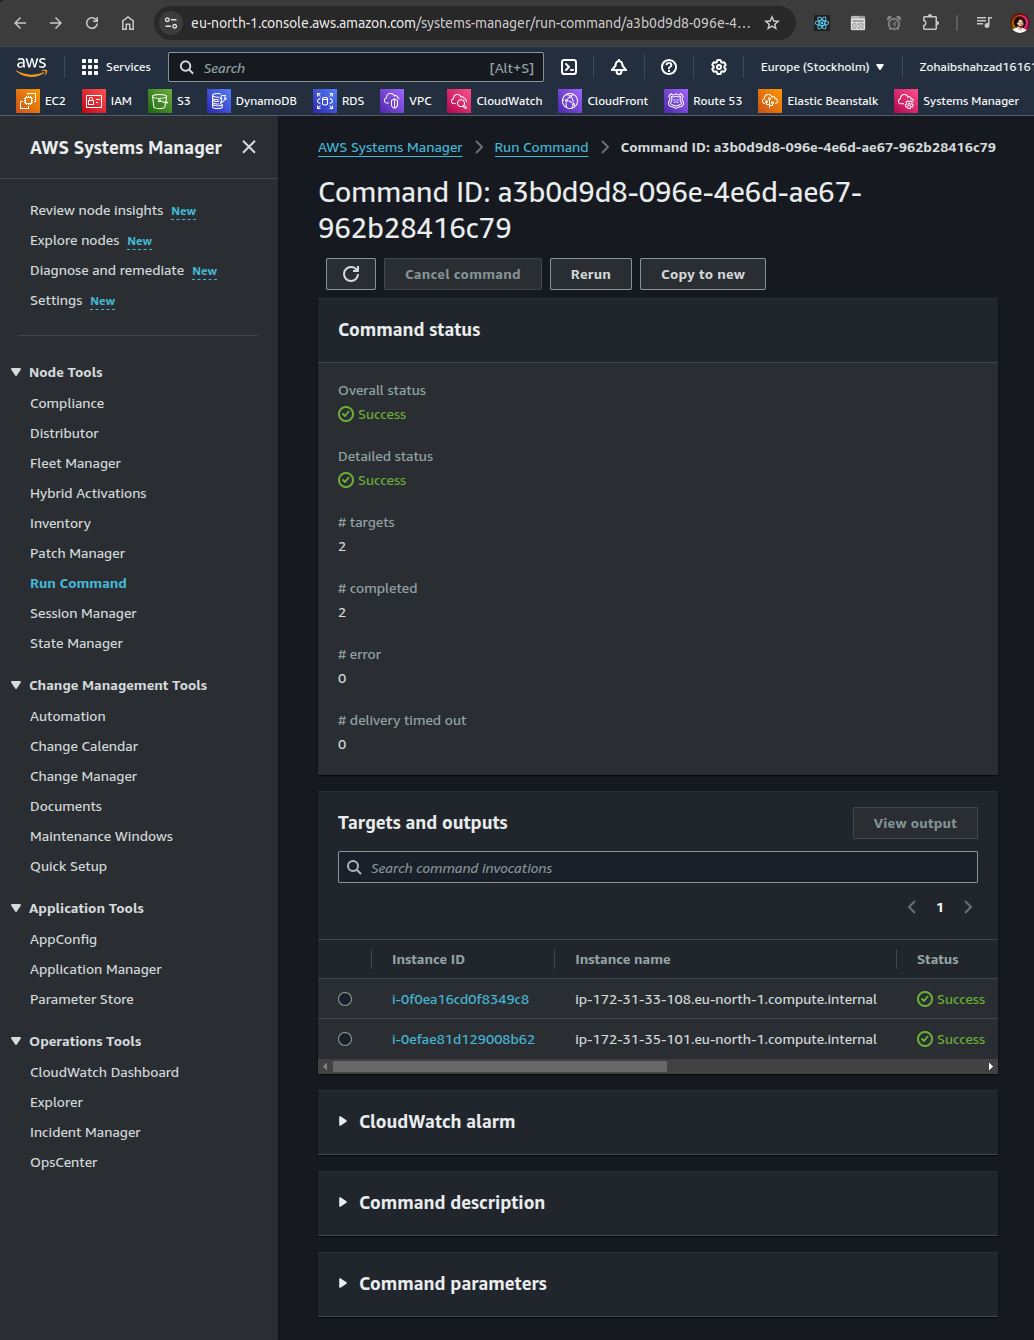 eu-north-1.console.aws.amazon.com/systems-manager/run-command/a3b0d9d8-096e-4...
aws
Services
Search
[Alt+S]
Europe (Stockholm)
Zohaibshahzad1616
EC2
IAM
S3
DynamoDB
RDS
VPC
CloudWatch
CloudFront
Route 53
Elastic Beanstalk
Systems Manager
AWS Systems Manager
Review node insights New
Explore nodes New
Diagnose and remediate New
Settings New
Node Tools
Compliance
Distributor
Fleet Manager
Hybrid Activations
Inventory
Patch Manager
Run Command
Session Manager
State Manager
Change Management Tools
Automation
Change Calendar
Change Manager
Documents
Maintenance Windows
Quick Setup
Application Tools
AppConfig
Application Manager
Parameter Store
Operations Tools
CloudWatch Dashboard
Explorer
Incident Manager
OpsCenter
AWS Systems Manager
Run Command
Command ID: a3b0d9d8-096e-4e6d-ae67-962b28416c79
Command ID: a3b0d9d8-096e-4e6d-ae67-
962b28416c79
Cancel command
Rerun
Copy to new
Command status
Overall status
Success
Detailed status
Success
# targets
2
# completed
2
# error
0
# delivery timed out
0
Targets and outputs
View output
Search command invocations
1
Instance ID
Instance name
Status
i-0f0ea16cd0f8349c8
ip-172-31-33-108.eu-north-1.compute.internal
Success
i-0efae81d129008b62
ip-172-31-35-101.eu-north-1.compute.internal
Success
CloudWatch alarm
Command description
Command parameters